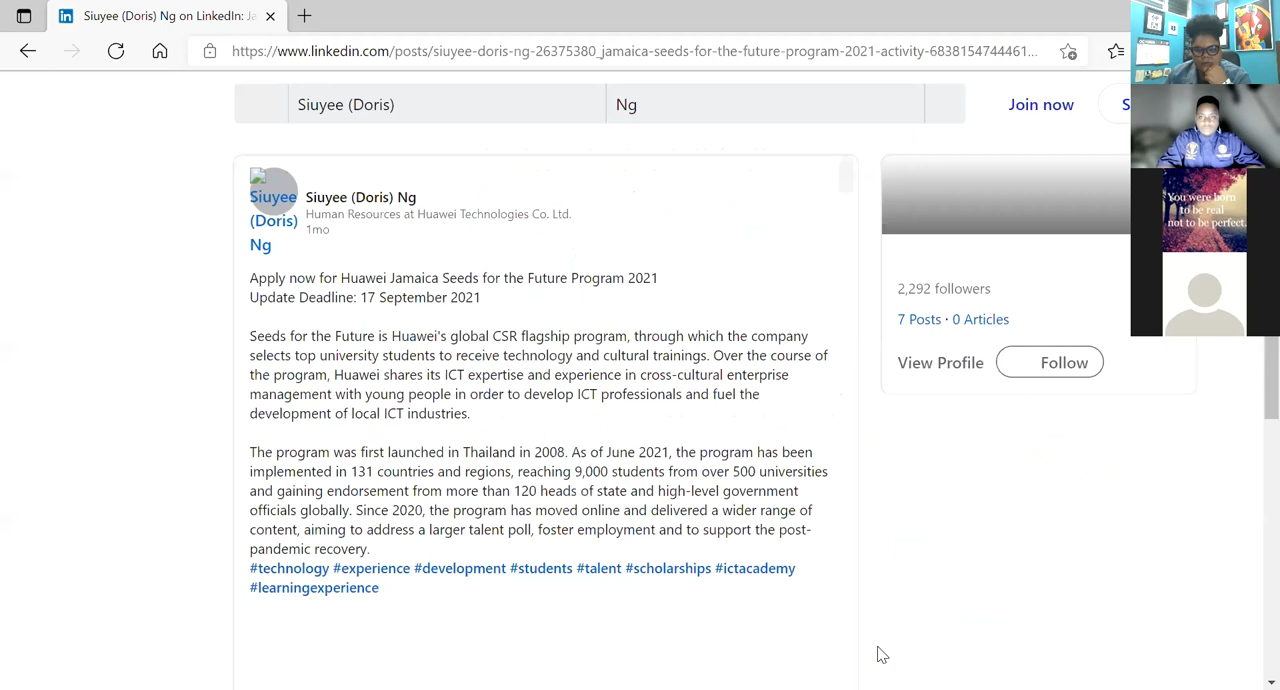 Siuyee (Doris) Ng on LinkedIn: Ja
https://www.linkedin.com/posts/siuyee-doris-ng-26375380_jamaica-seeds-for-the-future-program-2021-activity-6838154744461...
Siuyee (Doris)
Ng
Join now
S
Siuyee
(Doris)
Ng
Siuyee (Doris) Ng
Human Resources at Huawei Technologies Co. Ltd.
1mo
Apply now for Huawei Jamaica Seeds for the Future Program 2021
Update Deadline: 17 September 2021
Seeds for the Future is Huawei's global CSR flagship program, through which the company
selects top university students to receive technology and cultural trainings. Over the course of
the program, Huawei shares its ICT expertise and experience in cross-cultural enterprise
management with young people in order to develop ICT professionals and fuel the
development of local ICT industries.
The program was first launched in Thailand in 2008. As of June 2021, the program has been
implemented in 131 countries and regions, reaching 9,000 students from over 500 universities
and gaining endorsement from more than 120 heads of state and high-level government
officials globally. Since 2020, the program has moved online and delivered a wider range of
content, aiming to address a larger talent poll, foster employment and to support the post-
pandemic recovery.
#technology #experience #development #students #talent #scholarships #ictacademy
#learningexperience
2,292 followers
7 Posts · 0 Articles
View Profile
Follow
You were born
to be real
not to be perfect.